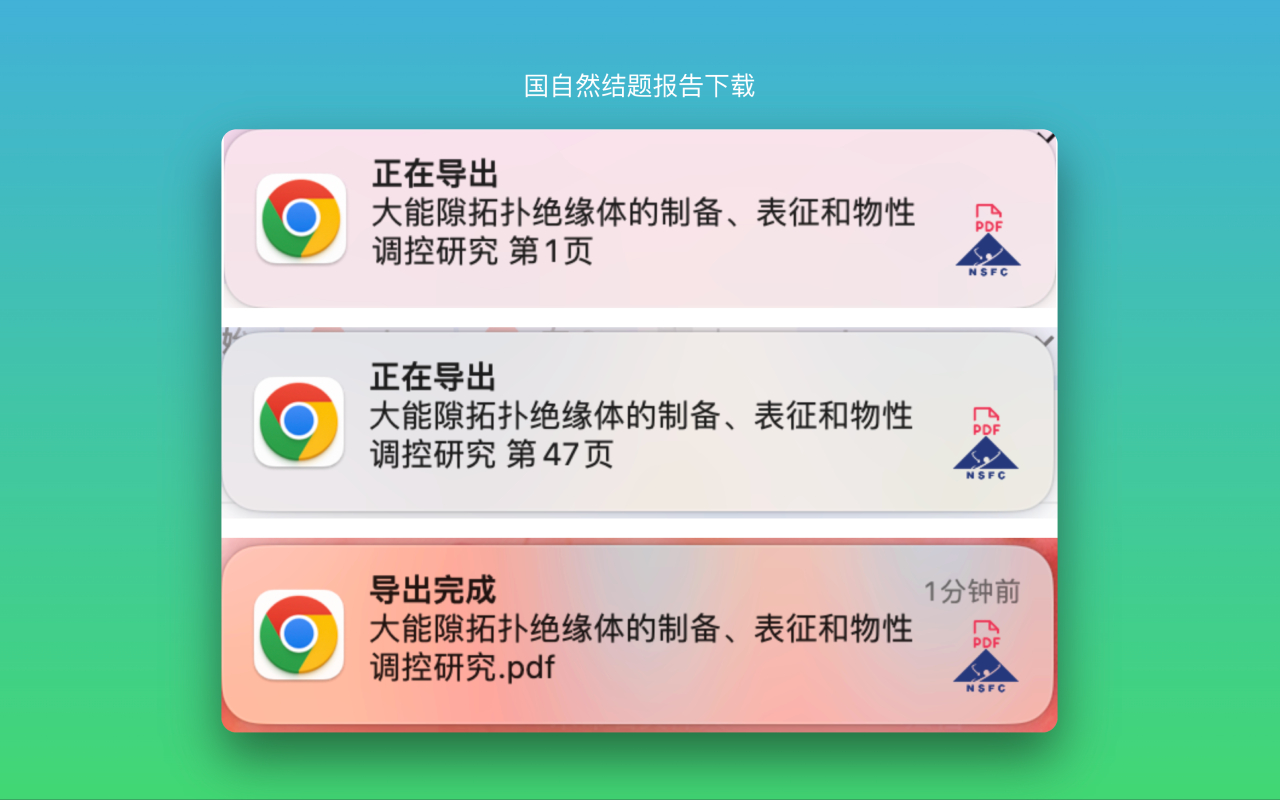 国自然结题报告下载
正在导出
大能隙拓扑绝缘体的制备、表征和物性
调控研究 第1页
PDF
NSFC
正在导出
大能隙拓扑绝缘体的制备、表征和物性
调控研究 第47页
PDF
NSFC
导出完成
1分钟前
大能隙拓扑绝缘体的制备、表征和物性
调控研究.pdf
PDF
NSFC